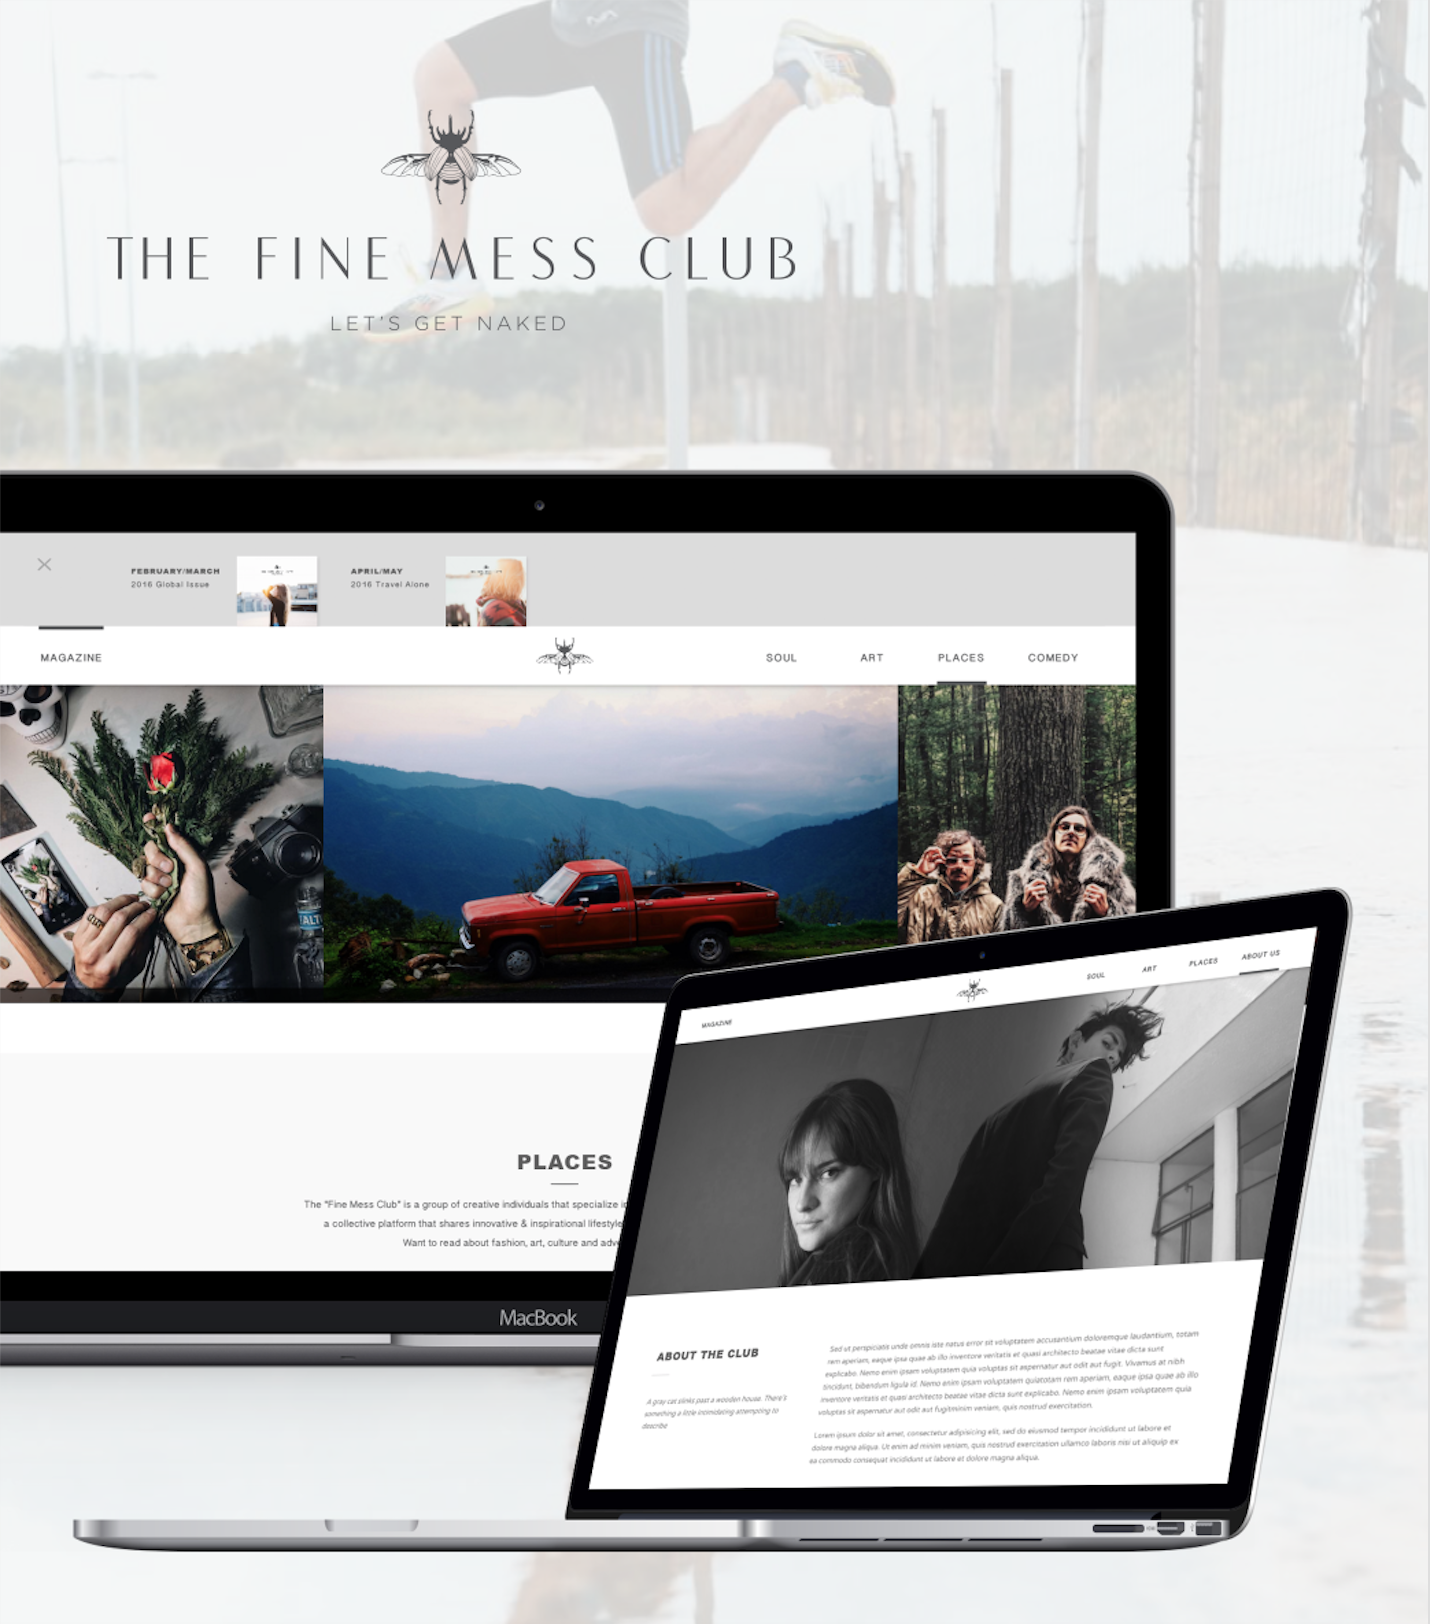 THE FINE MESS CLUB
LET'S GET NAKED
FEBRUARY/MARCH
2016 Global Issue
APRIL/MAY
2016 Travel Alone
MAGAZINE
SOUL
ART
PLACES
COMEDY
PLACES
The "Fine Mess Club" is a group of creative individuals that specialize
a collective platform that shares innovative & inspirational lifestyle
Want to read about fashion, art, culture and
MacBook
MAGAZINE
SOUL
ART
PLACES
ABOUT US
ABOUT THE CLUB
A gray cat slinks past a wooden house. There's
something a little intimidating attempting to
describe
Sed ut perspiciatis unde omnis iste natus error sit voluptatem accusantium doloremque laudantium, totam
rem aperiam, eaque ipsa quae ab illo inventore veritatis et quasi architecto beatae vitae dicta sunt
explicabo. Nemo enim ipsam voluptatem quia voluptas sit aspernatur aut odit aut fugit. Vivamus at nibh
tincidunt, bibendum ligula id. Nemo enim ipsam voluptatem quiatotam rem aperiam, eaque ipsa quae ab illo
inventore veritatis et quasi architecto beatae vitae dicta sunt explicabo. Nemo enim ipsam voluptatem quia
voluptas sit aspernatur aut odit aut fugitminim veniam, quis nostrud exercitation.
Lorem ipsum dolor sit amet, consectetur adipisicing elit, sed do eiusmod tempor incididunt ut labore et
dolore magna aliqua. Ut enim ad minim veniam, quis nostrud exercitation ullamco laboris nisi ut aliquip ex
ea commodo consequat incididunt ut labore et dolore magna aliqua.